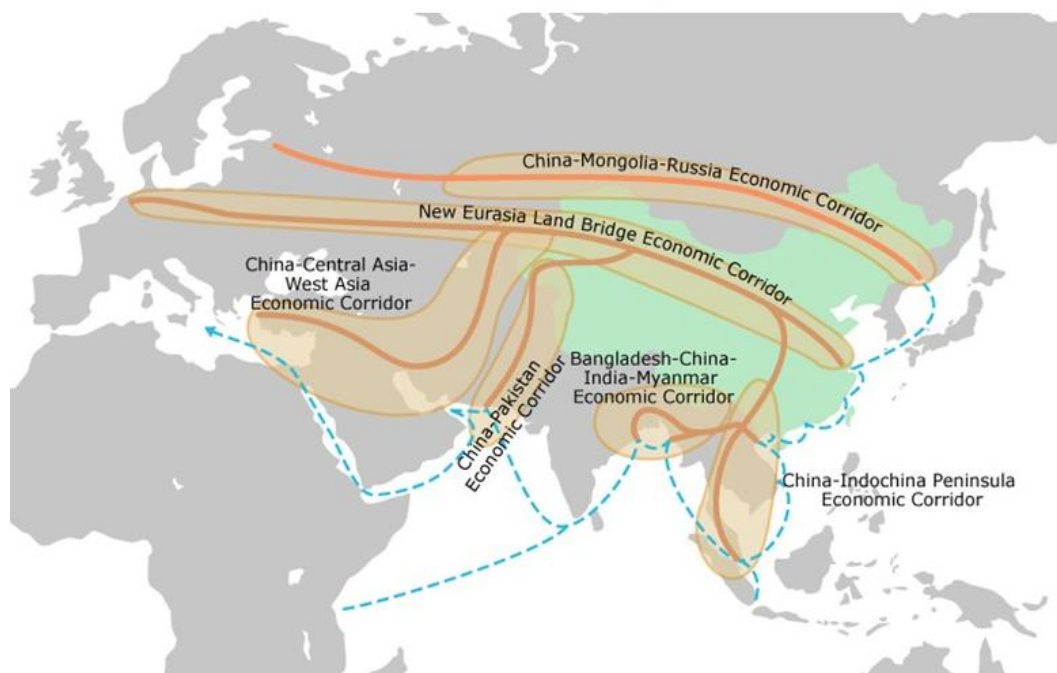 China-Mongolia-Russia Economic Corridor
New Eurasia Land Bridge Economic Corridor
China-Central Asia-
West Asia
Economic Corridor
China-Pakistan
Economic Corridor
Bangladesh-China-
India-Myanmar
Economic Corridor
China-Indochina Peninsula
Economic Corridor